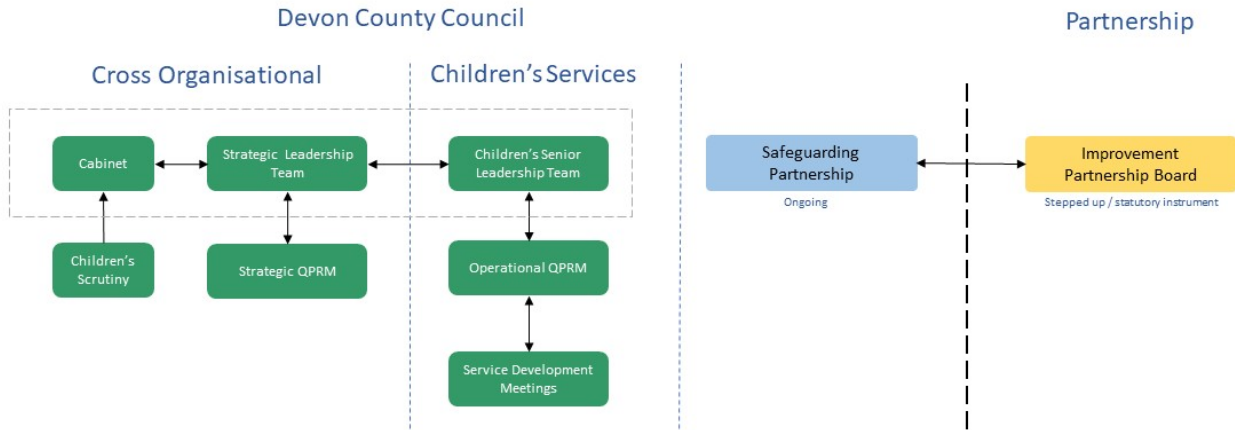 Devon County Council
Partnership
Cross Organisational
Children's Services
Cabinet
Strategic Leadership
Team
Children's Senior
Leadership Team
Safeguarding
Partnership
Ongoing
Improvement
Partnership Board
Stepped up / statutory instrument
Children's
Scrutiny
Strategic QPRM
Operational QPRM
Service Development
Meetings